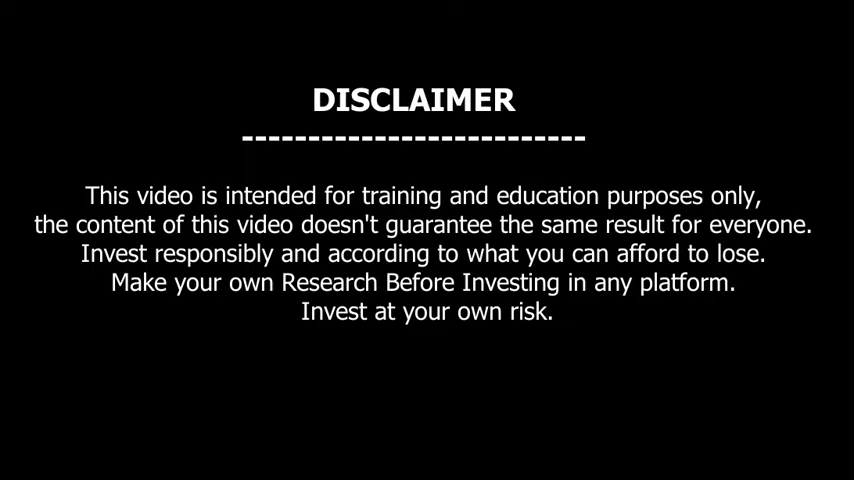 DISCLAIMER
--------------------------
This video is intended for training and education purposes only,
the content of this video doesn't guarantee the same result for everyone.
Invest responsibly and according to what you can afford to lose.
Make your own Research Before Investing in any platform.
Invest at your own risk.